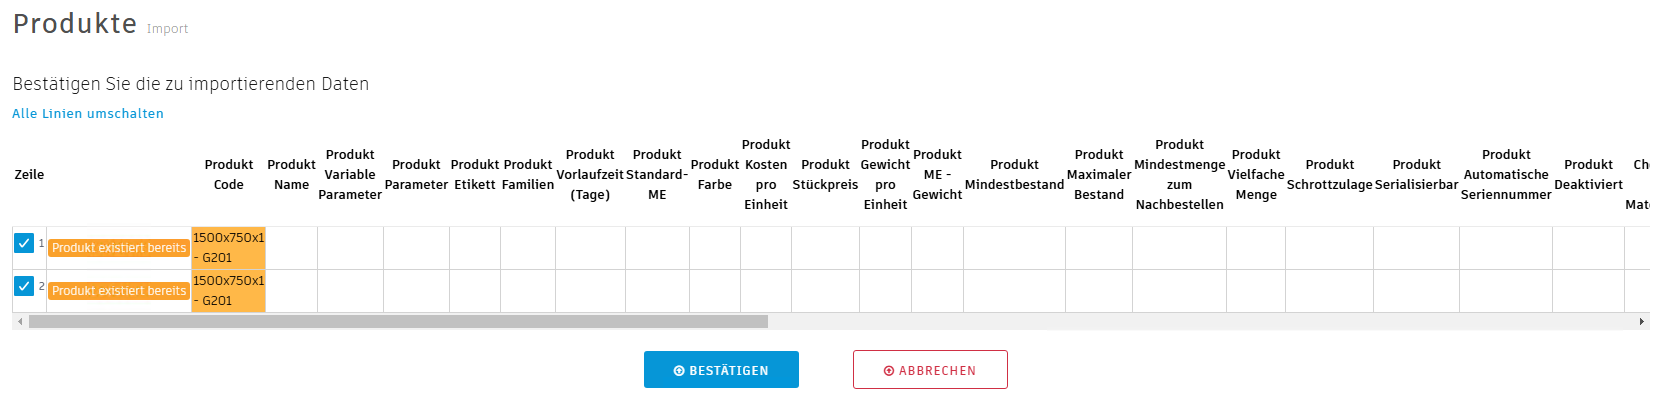 Produkte Import
Bestätigen Sie die zu importierenden Daten
Alle Linien umschalten
Zeile
Produkt Code
Produkt Name
Produkt Variable Parameter
Produkt Parameter
Produkt Etikett
Produkt Familien
Produkt Vorlaufzeit (Tage)
Produkt Standard-ME
Produkt Farbe
Produkt Kosten pro Einheit
Produkt Stückpreis
Produkt Gewicht pro Einheit
Produkt ME - Gewicht
Produkt Mindestbestand
Produkt Maximaler Bestand
Produkt Mindestmenge zum Nachbestellen
Produkt Vielfache Menge
Produkt Schrottzulage
Produkt Serialisierbar
Produkt Automatische Seriennummer
Produkt Deaktiviert
Ch
Mat
1 Produkt existiert bereits 1500x750x1 - G201
2 Produkt existiert bereits 1500x750x1 - G201
BESTÄTIGEN ABBRECHEN